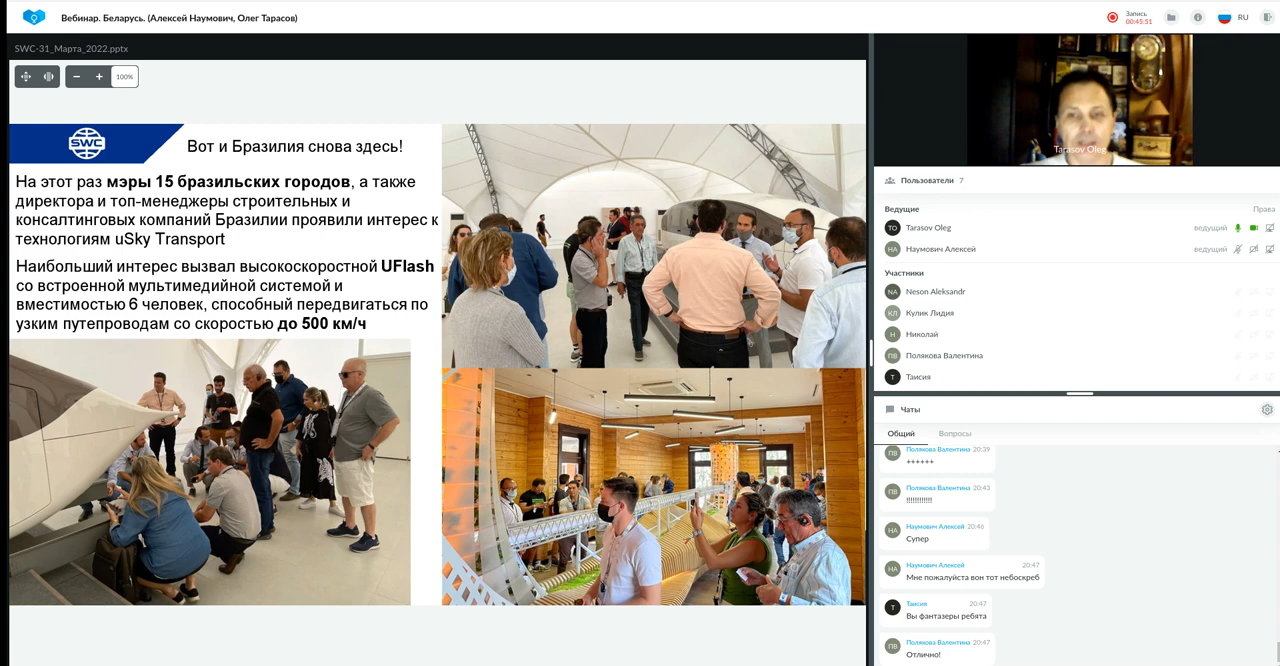 Вебинар. Беларусь. (Алексей Наумович, Олег Тарасов)
Запись
00:45:51
RU
SWC-31_Марта_2022.pptx
100%
SWC
Вот и Бразилия снова здесь!
На этот раз мэры 15 бразильских городов, а также
директора и топ-менеджеры строительных и
консалтинговых компаний Бразилии проявили интерес к
технологиям uSky Transport
Наибольший интерес вызвал высокоскоростной UFlash
со встроенной мультимедийной системой и
вместимостью 6 человек, способный передвигаться по
узким путепроводам со скоростью до 500 км/ч
Tarasov Oleg
Пользователи 7
Ведущие Права
TO Tarasov Oleg ведущий
НА Наумович Алексей ведущий
Участники
NA Neson Aleksandr
КЛ Кулик Лидия
Н Николай
ПВ Полякова Валентина
Т Таисия
Чаты
Общий Вопросы
ПВ Полякова Валентина 20:39
++++++
ПВ Полякова Валентина 20:43
!!!!!!!!!!!!
НА Наумович Алексей 20:46
Супер
НА Наумович Алексей 20:47
Мне пожалуйста вон тот небоскреб
Т Таисия 20:47
Вы фантазеры ребята
ПВ Полякова Валентина 20:47
Отлично!